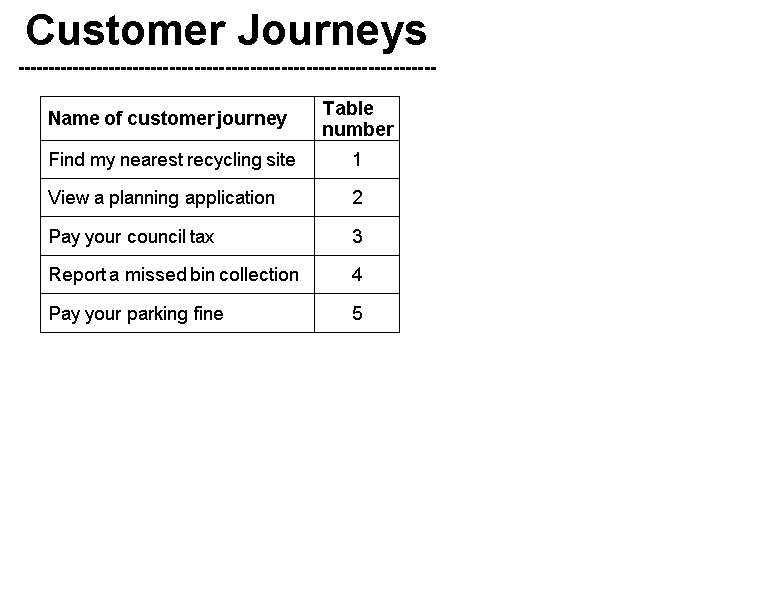 Customer Journeys
Name of customer journey Table number
Find my nearest recycling site 1
View a planning application 2
Pay your council tax 3
Report a missed bin collection 4
Pay your parking fine 5